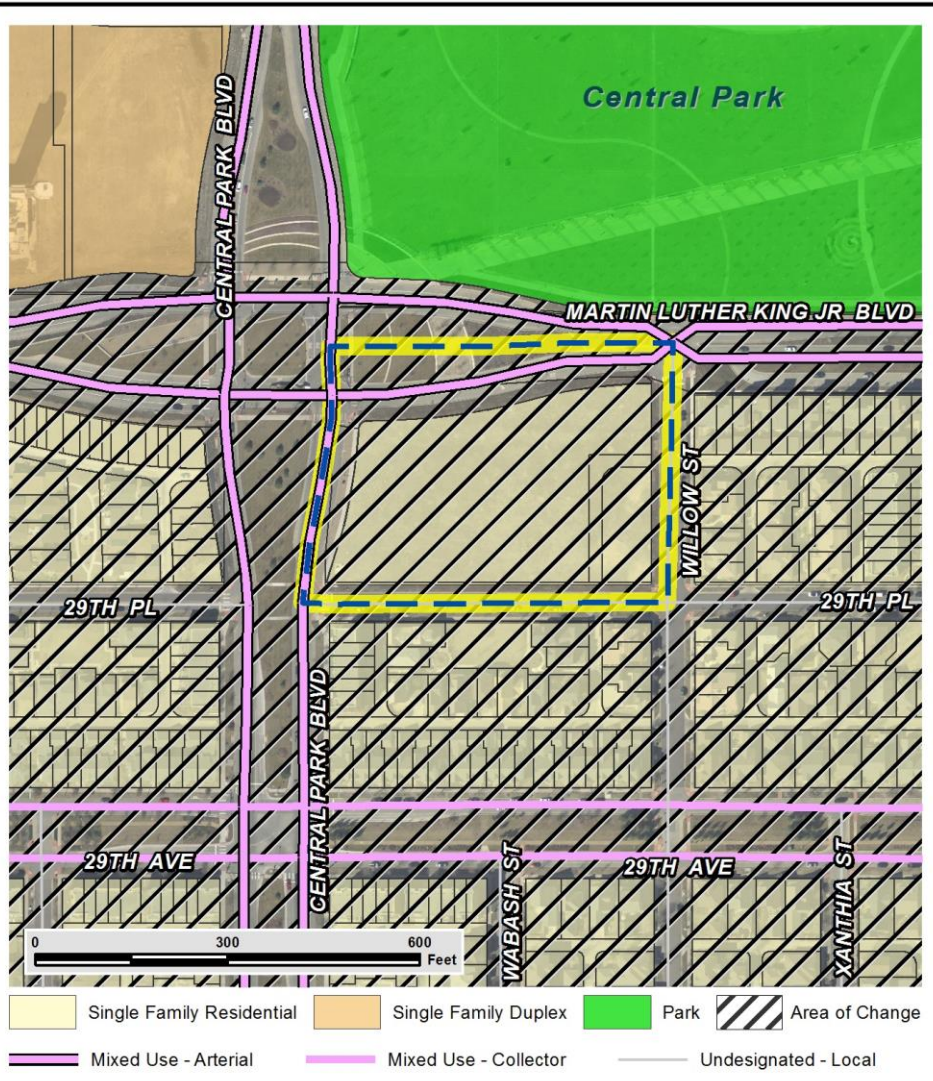 Central Park
CENTRAL PARK BLVD
MARTIN LUTHER KING JR BLVD
WILLOW ST
29TH PL
29TH PL
CENTRAL PARK BLVD
29TH AVE
29TH AVE
WABASH ST
XANTHIA ST
0 300 600
Feet
Single Family Residential Single Family Duplex Park Area of Change
Mixed Use - Arterial Mixed Use - Collector Undesignated - Local